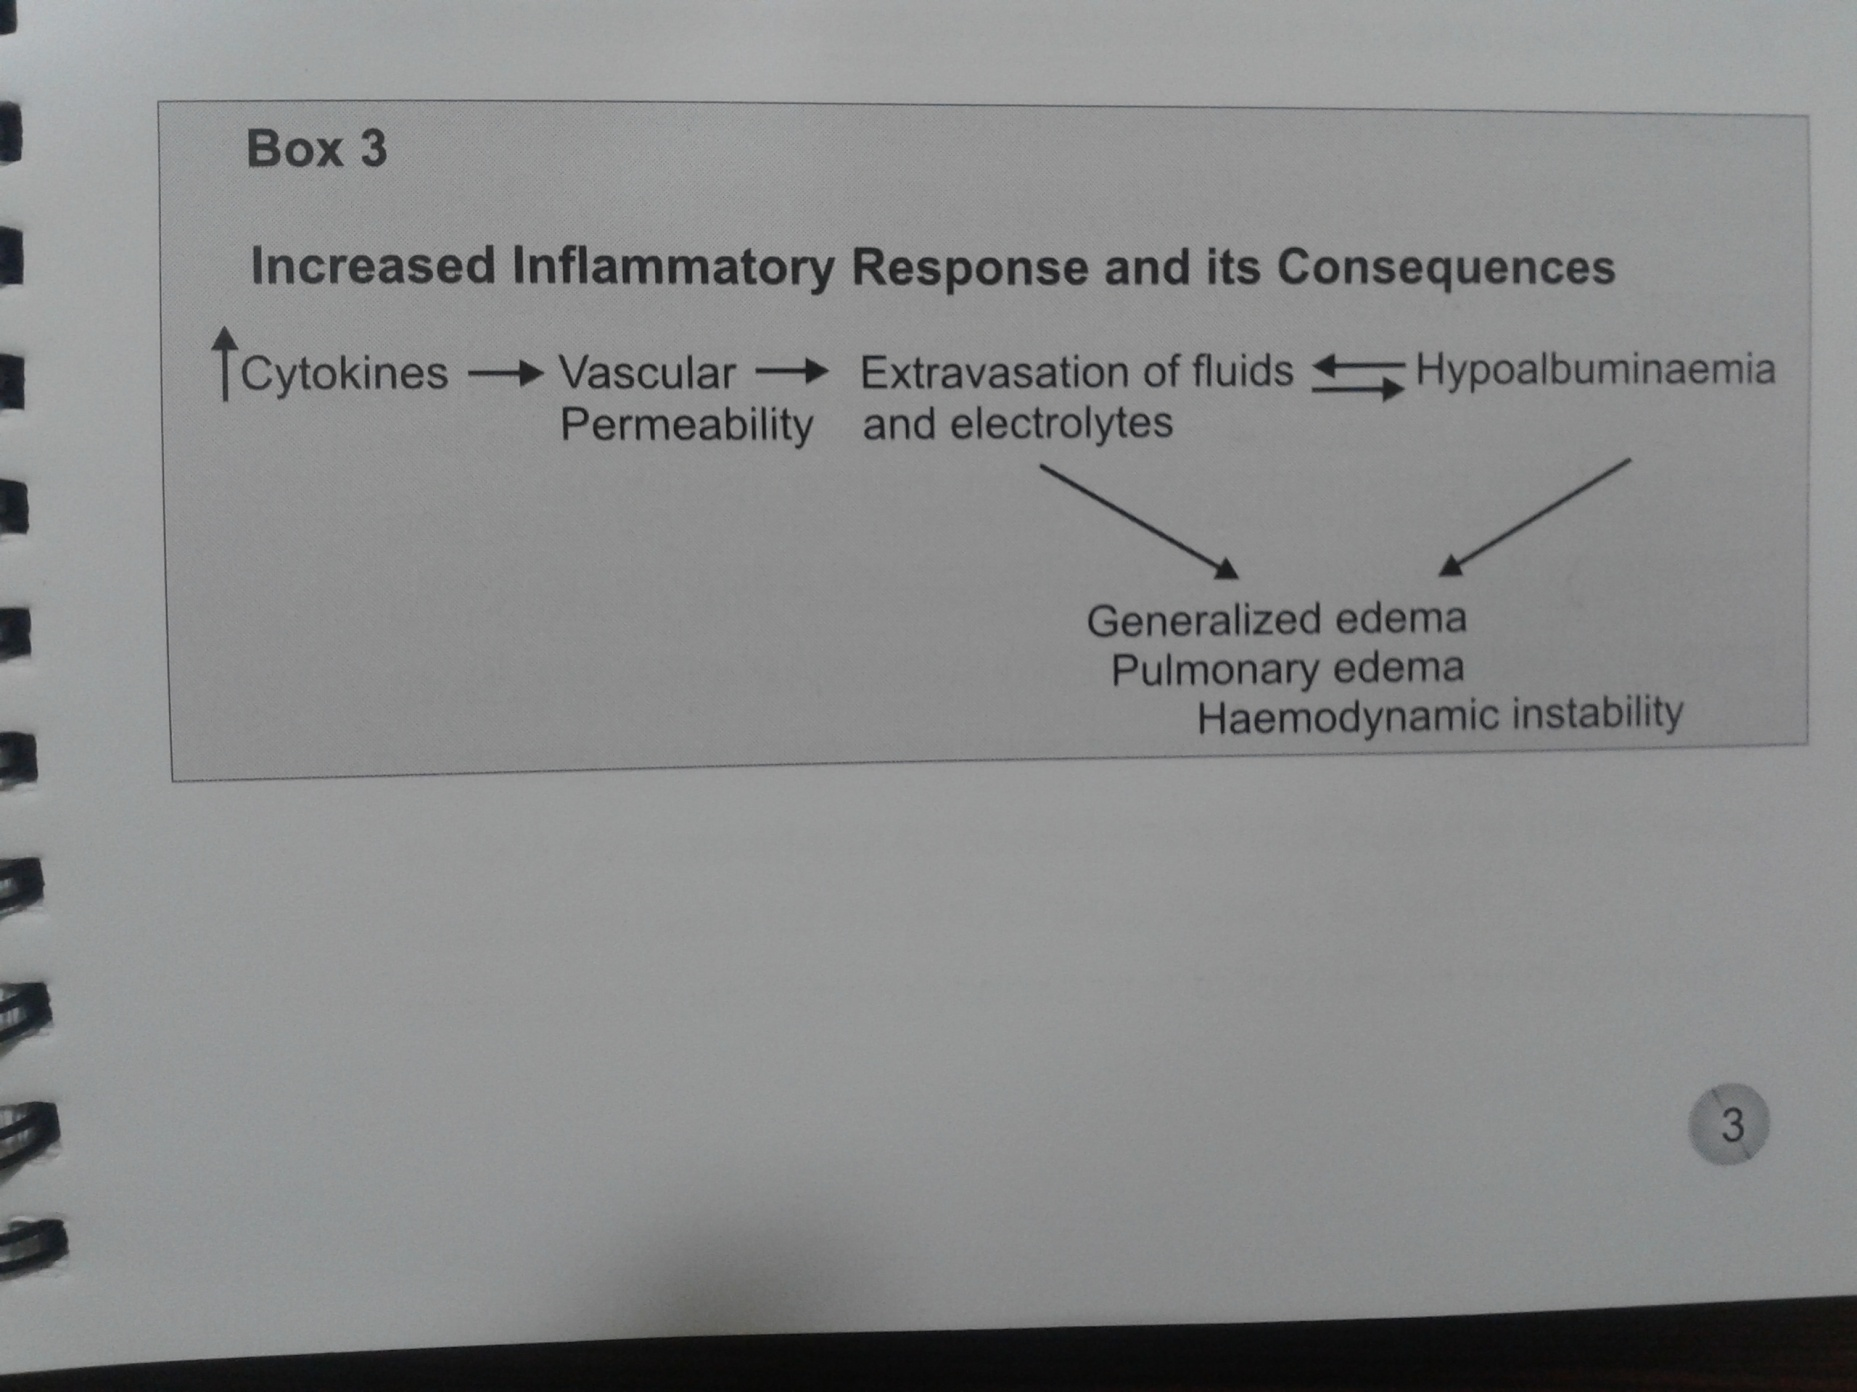 Box 3
Increased Inflammatory Response and its Consequences
↑Cytokines → Vascular → Extravasation of fluids ⇆ Hypoalbuminaemia
Permeability and electrolytes
Generalized edema
Pulmonary edema
Haemodynamic instability
3